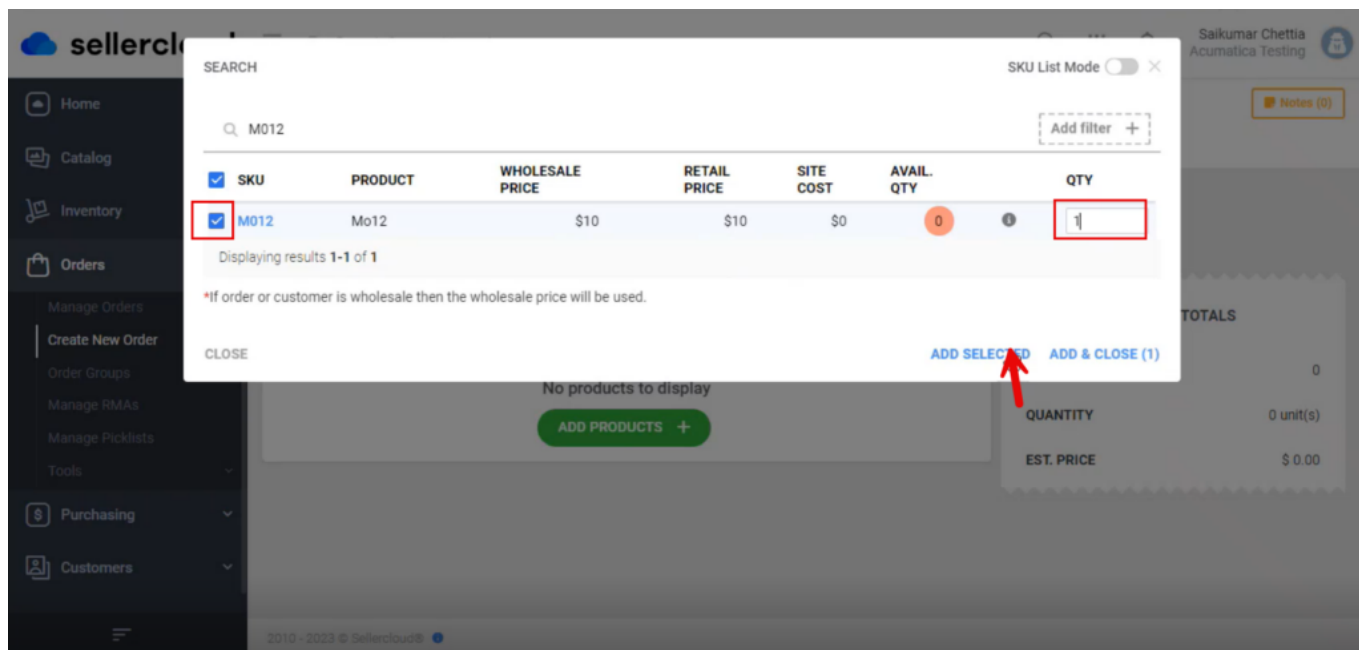 sellercl
Saikumar Chettia
Acumatica Testing
SEARCH
SKU List Mode
Home
Notes (0)
M012
Add filter +
Catalog
SKU PRODUCT WHOLESALE PRICE RETAIL PRICE SITE COST AVAIL. QTY QTY
Inventory
M012 Mo12 $10 $10 $0 0 1
Displaying results 1-1 of 1
Orders
*If order or customer is wholesale then the wholesale price will be used.
Manage Orders
TOTALS
Create New Order
CLOSE
ADD SELECTED
ADD & CLOSE (1)
Order Groups
0
No products to display
Manage RMAs
ADD PRODUCTS +
QUANTITY 0 unit(s)
Manage Picklists
EST. PRICE $ 0.00
Tools
Purchasing
Customers
2010 - 2023 © Sellercloud®